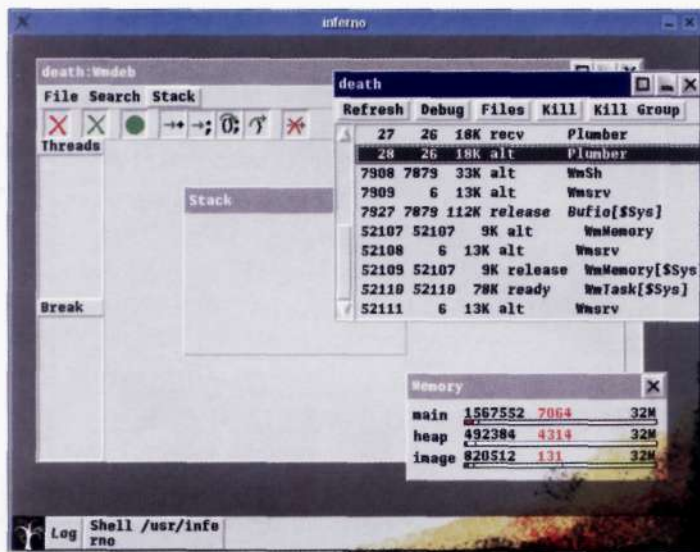 inferno
death:Wmdeb
File Search Stack
Threads
Break
Stack
death
Refresh Debug Files Kill Kill Group
27 26 18K recv Plumber
28 26 18K alt Plumber
7908 7879 33K alt WmSh
7909 6 13K alt Wmsrv
7927 7879 112K release Bufio[$Sys]
52107 52107 9K alt WmMemory
52108 6 13K alt Wmsrv
52109 52107 9K release WmMemory[$Sys
52110 52110 78K ready WmTask[$Sys]
52111 6 13K alt Wmsrv
Memory
main 1567552 7064 32M
heap 492384 4314 32M
image 820512 131 32M
Log
Shell /usr/infe
rno